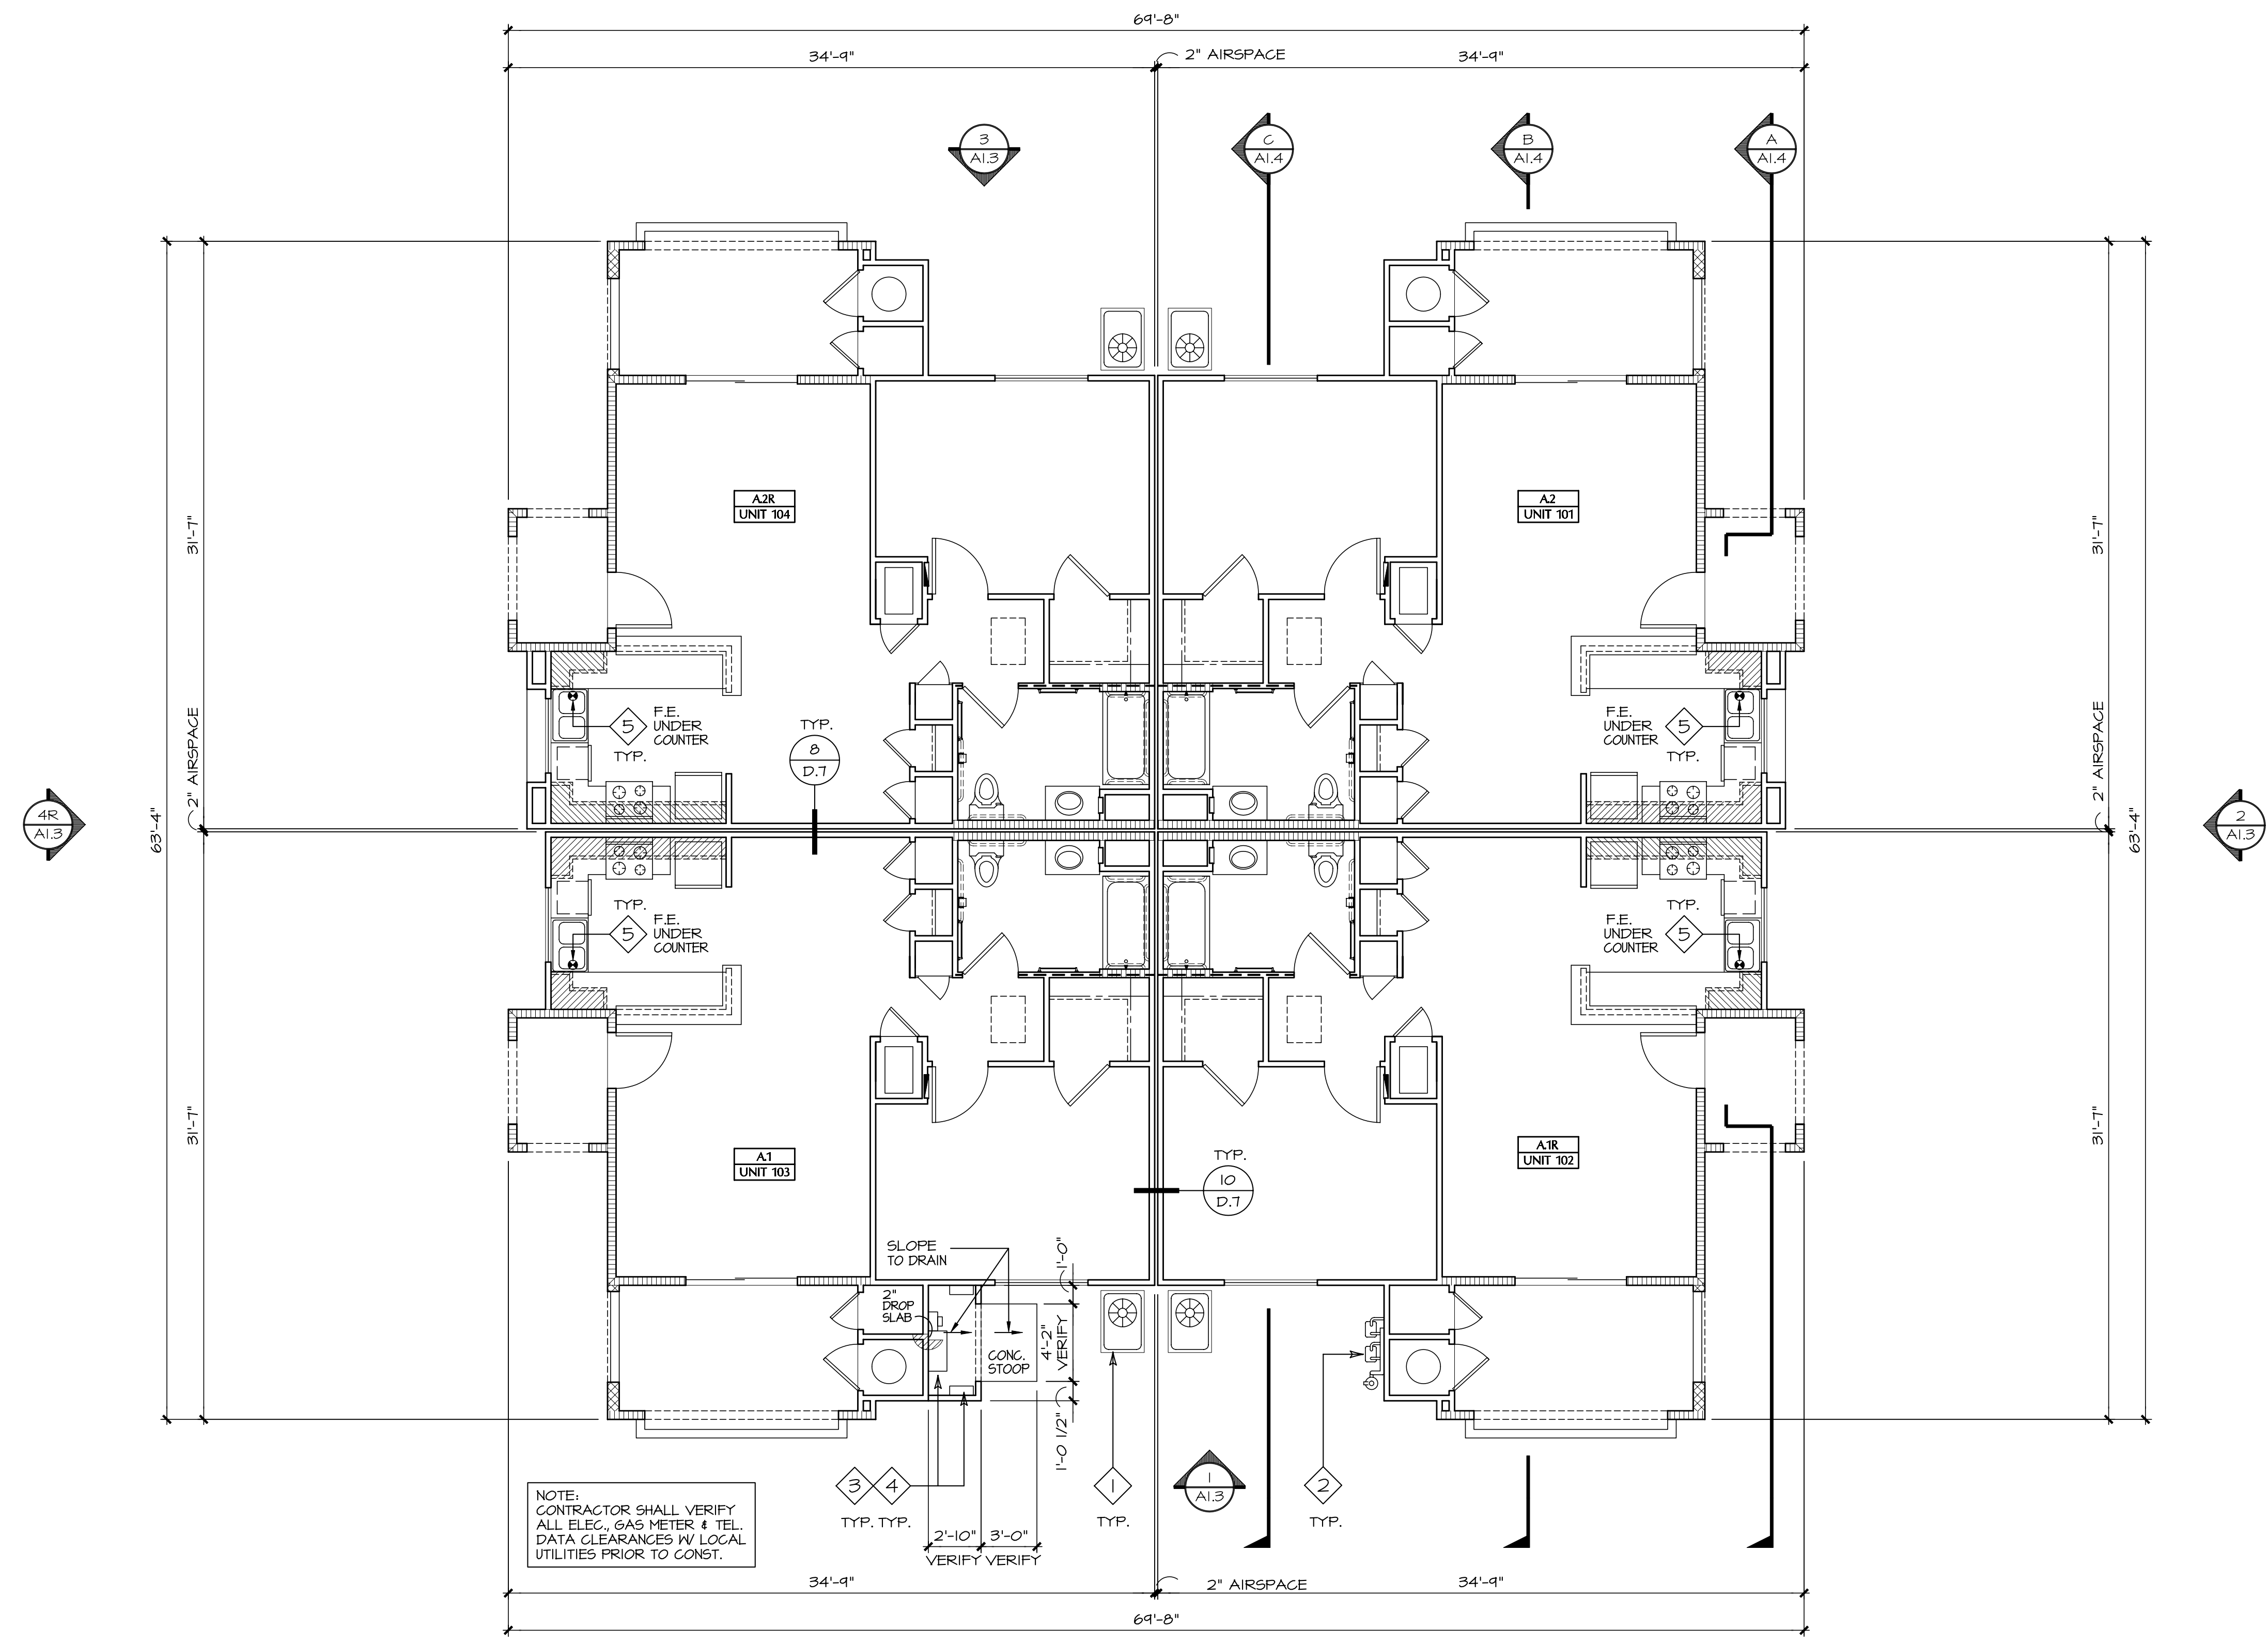 69'-8"
34'-9"
2" AIRSPACE
34'-9"
3
A1.3
C
A1.4
B
A1.4
A
A1.4
31'-7"
31'-7"
A.2R
UNIT 104
A.2
UNIT 101
2" AIRSPACE
63'-4"
5
F.E.
UNDER
COUNTER
TYP.
TYP.
8
D.7
F.E.
UNDER
COUNTER
5
TYP.
2" AIRSPACE
63'-4"
4R
A1.3
2
A1.3
TYP.
5
F.E.
UNDER
COUNTER
F.E.
UNDER
COUNTER
TYP.
5
31'-7"
31'-7"
A.1
UNIT 103
A.1R
UNIT 102
TYP.
10
D.7
SLOPE
TO DRAIN
1'-0"
2"
DROP
SLAB
CONC.
STOOP
4'-2"
VERIFY
1'-0 1/2"
3
4
TYP. TYP.
1
TYP.
1
A1.3
2
TYP.
2'-10"
3'-0"
VERIFY VERIFY
NOTE:
CONTRACTOR SHALL VERIFY
ALL ELEC., GAS METER & TEL.
DATA CLEARANCES W/ LOCAL
UTILITIES PRIOR TO CONST.
34'-9"
2" AIRSPACE
34'-9"
69'-8"